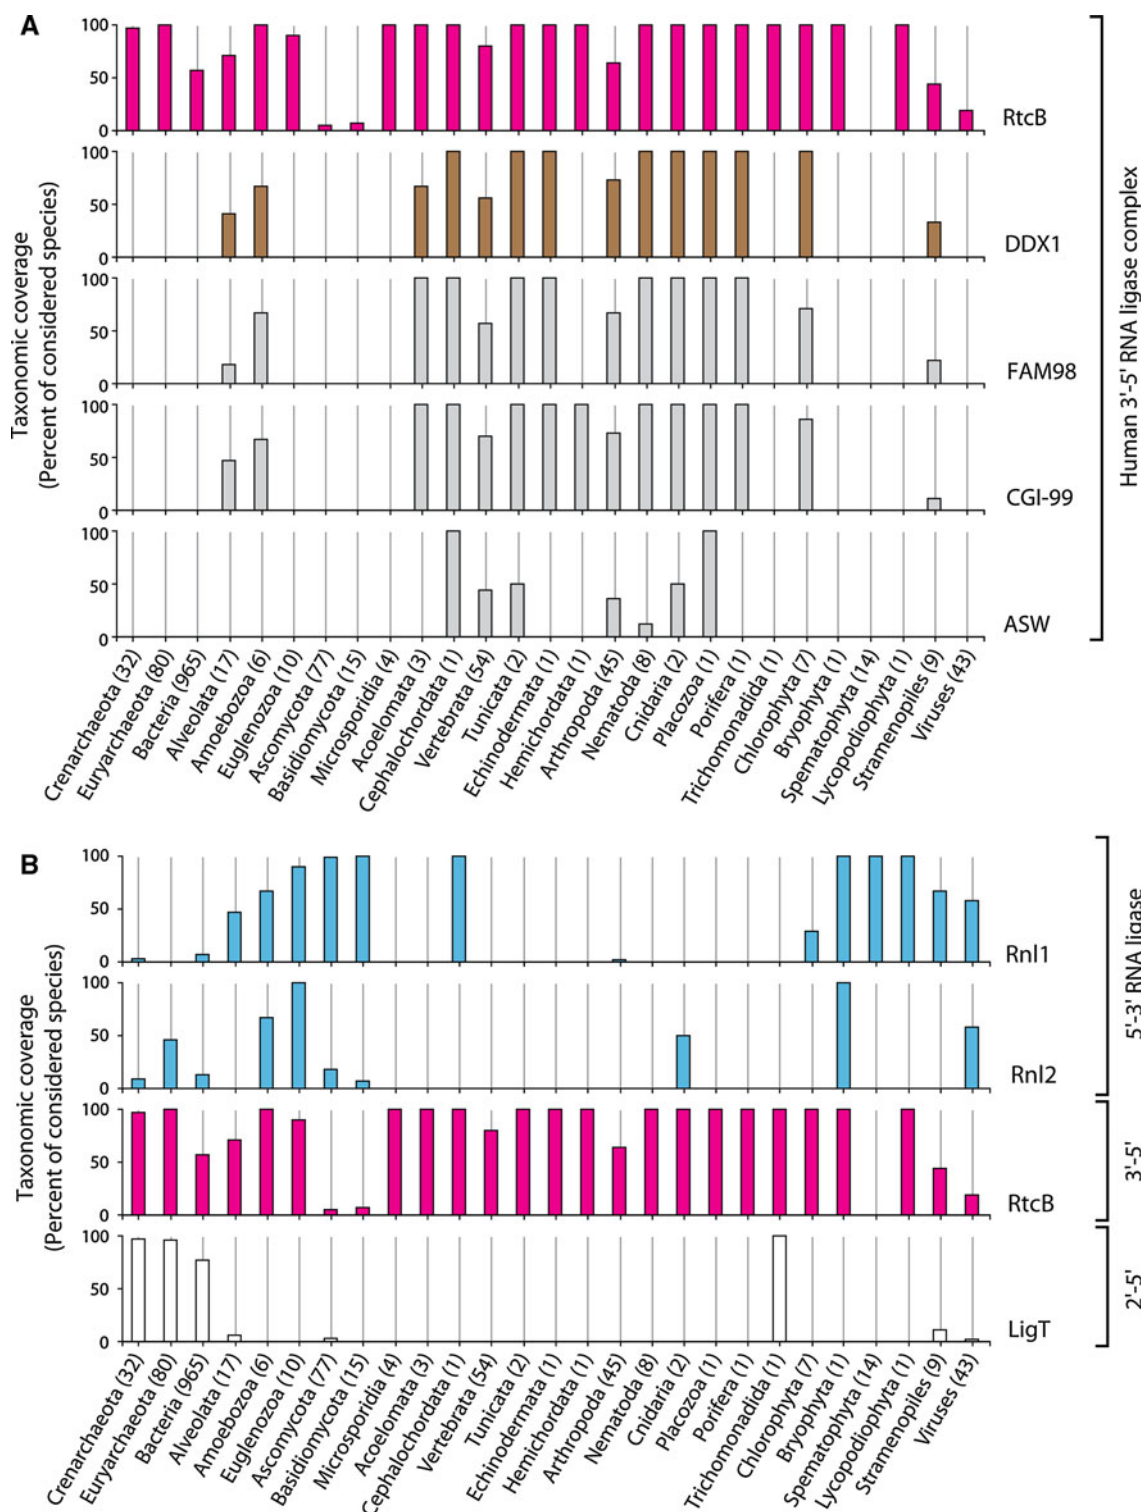 A
Taxonomic coverage
(Percent of considered species)
100
50
0
RtcB
100
50
0
DDX1
100
50
0
FAM98
100
50
0
CGI-99
100
50
0
ASW
Human 3'-5' RNA ligase complex
Crenarchaeota (32)
Euryarchaeota (80)
Bacteria (965)
Alveolata (17)
Amoebozoa (6)
Euglenozoa (10)
Ascomycota (77)
Basidiomycota (15)
Microsporidia (4)
Acoelomata (3)
Cephalochordata (1)
Vertebrata (54)
Tunicata (2)
Echinodermata (1)
Hemichordata (1)
Arthropoda (45)
Nematoda (8)
Cnidaria (2)
Placozoa (1)
Porifera (1)
Trichomonadida (1)
Chlorophyta (7)
Bryophyta (1)
Spematophyta (14)
Lycopodiophyta (1)
Stramenopiles (9)
Viruses (43)
B
Taxonomic coverage
(Percent of considered species)
100
50
0
Rnl1
100
50
0
Rnl2
5'-3' RNA ligase
100
50
0
RtcB
3'-5'
100
50
0
LigT
2'-5'
Crenarchaeota (32)
Euryarchaeota (80)
Bacteria (965)
Alveolata (17)
Amoebozoa (6)
Euglenozoa (10)
Ascomycota (77)
Basidiomycota (15)
Microsporidia (4)
Acoelomata (3)
Cephalochordata (1)
Vertebrata (54)
Tunicata (2)
Echinodermata (1)
Hemichordata (1)
Arthropoda (45)
Nematoda (8)
Cnidaria (2)
Placozoa (1)
Porifera (1)
Trichomonadida (1)
Chlorophyta (7)
Bryophyta (1)
Spematophyta (14)
Lycopodiophyta (1)
Stramenopiles (9)
Viruses (43)